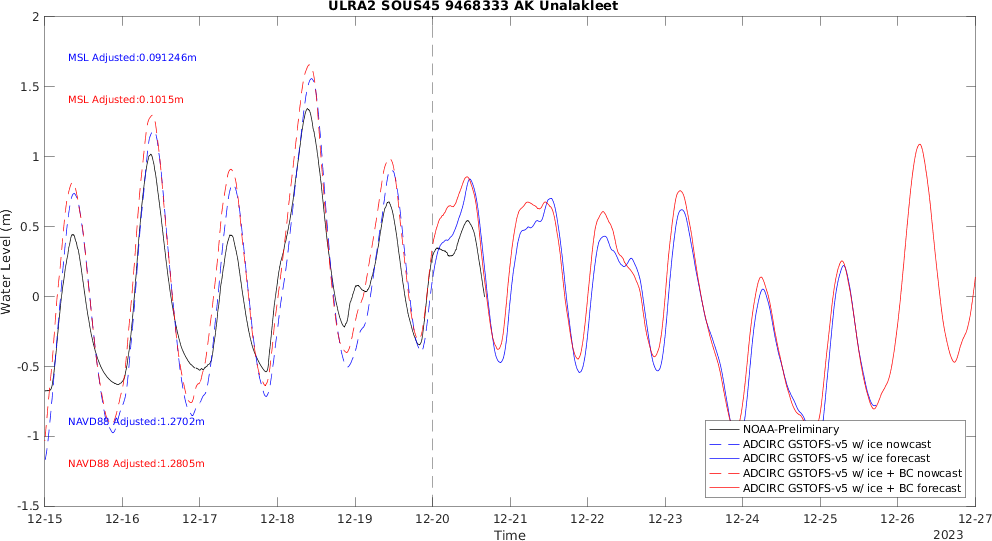 ULRA2 SOUS45 9468333 AK Unalakleet
2
1.5
1
0.5
0
-0.5
-1
-1.5
Water Level (m)
MSL Adjusted:0.091246m
MSL Adjusted:0.1015m
NAVD88 Adjusted:1.2702m
NAVD88 Adjusted:1.2805m
NOAA-Preliminary
ADCIRC GSTOFS-v5 w/ ice nowcast
ADCIRC GSTOFS-v5 w/ ice forecast
ADCIRC GSTOFS-v5 w/ ice + BC nowcast
ADCIRC GSTOFS-v5 w/ ice + BC forecast
12-15 12-16 12-17 12-18 12-19 12-20 12-21 12-22 12-23 12-24 12-25 12-26 12-27
Time
2023